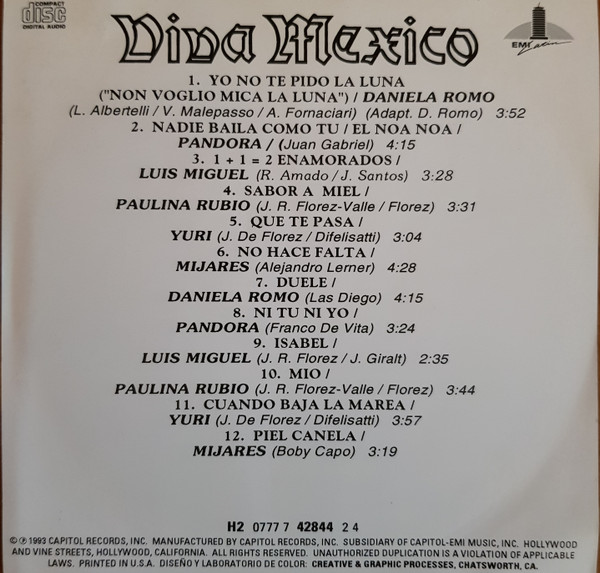 COMPACT
disc
DIGITAL AUDIO
Viva Mexico
EMI Latin
1. YO NO TE PIDO LA LUNA
("NON VOGLIO MICA LA LUNA") / DANIELA ROMO
(L. Albertelli / V. Malepasso / A. Fornaciari) (Adapt. D. Romo) 3:52
2. NADIE BAILA COMO TU / EL NOA NOA /
PANDORA / (Juan Gabriel) 4:15
3. 1 + 1 = 2 ENAMORADOS /
LUIS MIGUEL (R. Amado / J. Santos) 3:28
4. SABOR A MIEL /
PAULINA RUBIO (J. R. Florez-Valle / Florez) 3:31
5. QUE TE PASA /
YURI (J. De Florez / Difelisatti) 3:04
6. NO HACE FALTA /
MIJARES (Alejandro Lerner) 4:28
7. DUELE /
DANIELA ROMO (Las Diego) 4:15
8. NI TU NI YO /
PANDORA (Franco De Vita) 3:24
9. ISABEL /
LUIS MIGUEL (J. R. Florez / J. Giralt) 2:35
10. MIO /
PAULINA RUBIO (J. R. Florez-Valle / Florez) 3:44
11. CUANDO BAJA LA MAREA /
YURI (J. De Florez / Difelisatti) 3:57
12. PIEL CANELA /
MIJARES (Boby Capo) 3:19
H2 0777 7 42844 2 4
© ℗ 1993 CAPITOL RECORDS, INC. MANUFACTURED BY CAPITOL RECORDS, INC. SUBSIDIARY OF CAPITOL-EMI MUSIC, INC. HOLLYWOOD
AND VINE STREETS, HOLLYWOOD, CALIFORNIA. ALL RIGHTS RESERVED. UNAUTHORIZED DUPLICATION IS A VIOLATION OF APPLICABLE
LAWS. PRINTED IN U.S.A. DISEÑO Y LABORATORIO DE COLOR: CREATIVE & GRAPHIC PROCESSES, CHATSWORTH, CA.